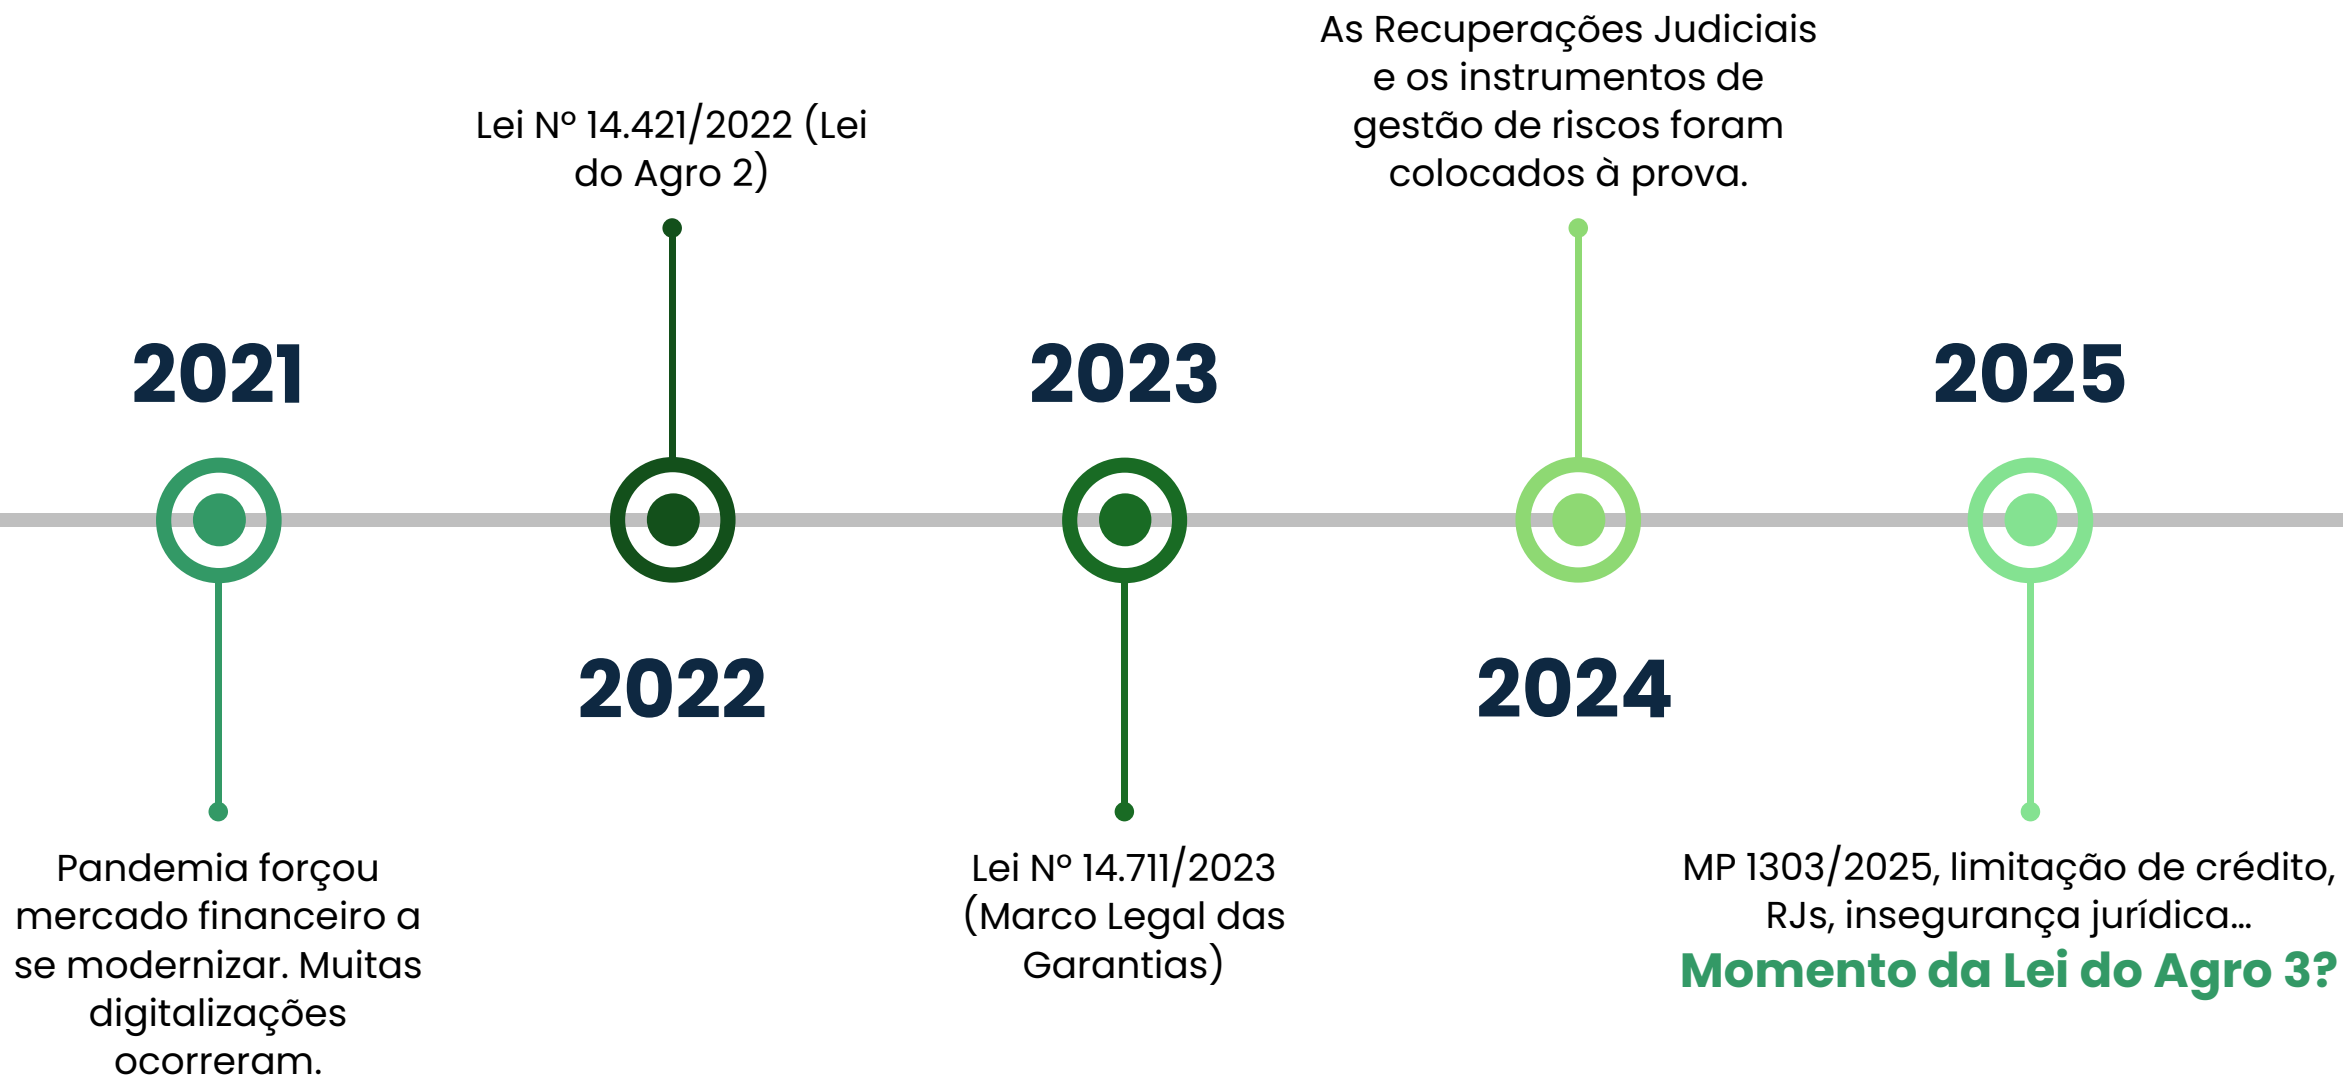 2021
Pandemia forçou
mercado financeiro a
se modernizar. Muitas
digitalizações
ocorreram.
Lei Nº 14.421/2022 (Lei
do Agro 2)
2022
2023
Lei Nº 14.711/2023
(Marco Legal das
Garantias)
As Recuperações Judiciais
e os instrumentos de
gestão de riscos foram
colocados à prova.
2024
2025
MP 1303/2025, limitação de crédito,
RJs, insegurança jurídica...
Momento da Lei do Agro 3?